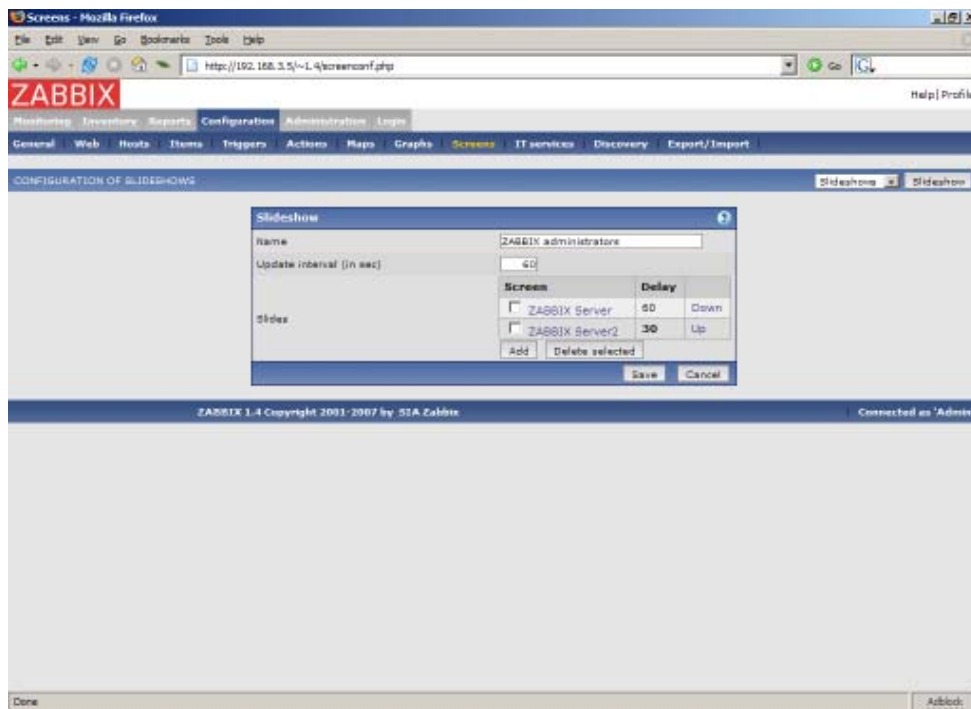 Screens - Mozilla Firefox
File Edit View Go Bookmarks Tools Help
http://192.168.3.5/~1.4/screenconf.php Go
ZABBIX
Help | Profile
Monitoring Inventory Reports Configuration Administration Login
General Web Hosts Items Triggers Actions Maps Graphs Screens IT services Discovery Export/Import
CONFIGURATION OF SLIDESHOWS Slideshows Slideshow
Slideshow
Name ZABBIX administrators
Update interval (in sec) 60
Slides
Screen Delay
ZABBIX Server 60 Down
ZABBIX Server2 30 Up
Add Delete selected
Save Cancel
ZABBIX 1.4 Copyright 2001-2007 by SIA Zabbix Connected as 'Admin
Done Adblock